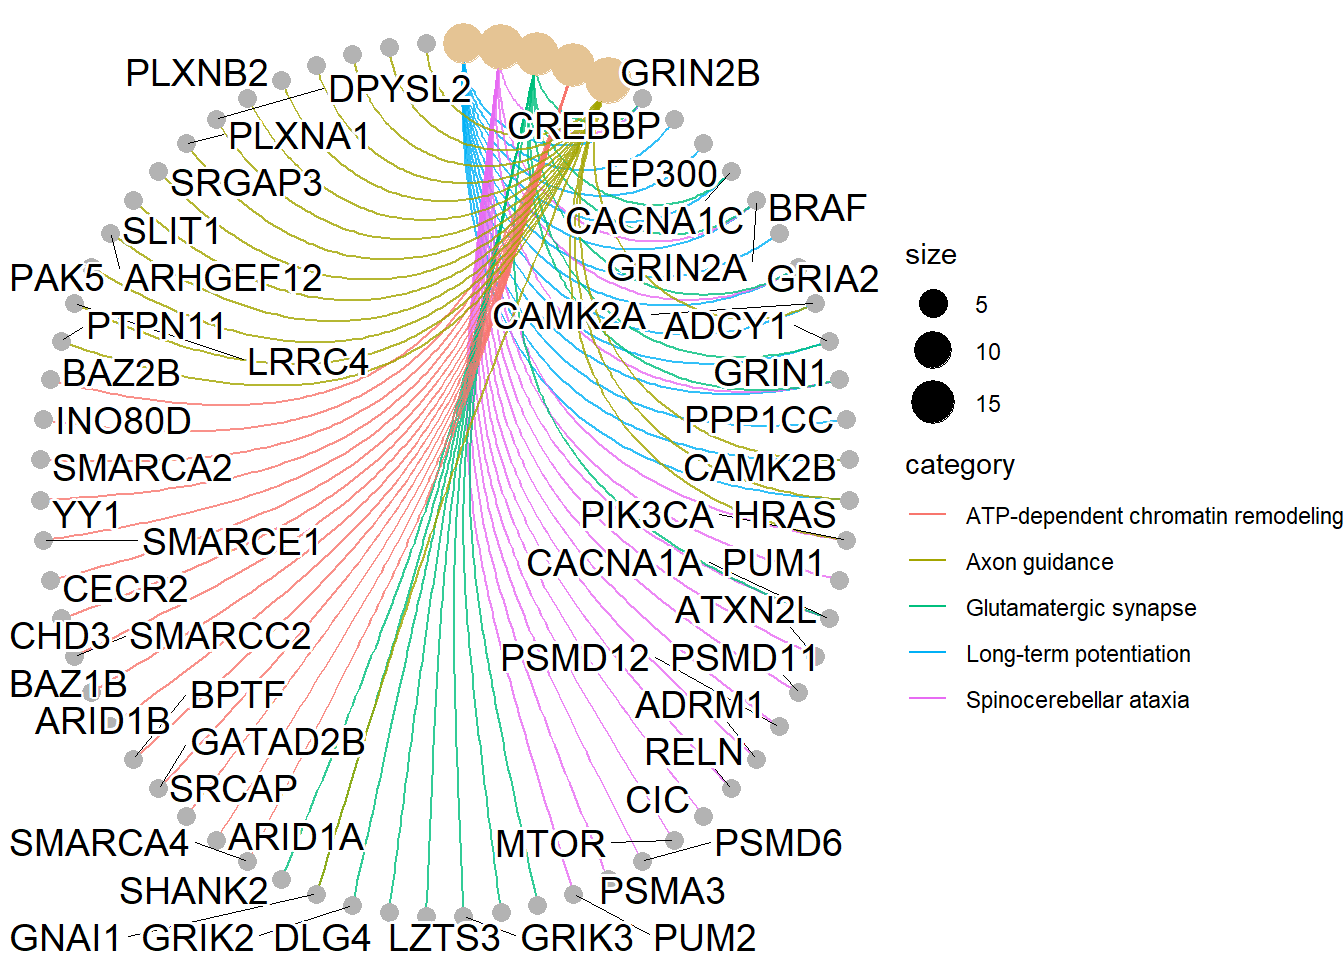 PLXNB2
GRIN2B
DPYSL2
CREBBP
PLXNA1
EP300
SRGAP3
BRAF
CACNA1C
SLIT1
GRIN2A
GRIA2
PAK5
ARHGEF12
CAMK2A
ADCY1
PTPN11
LRRC4
BAZ2B
GRIN1
INO80D
PPP1CC
SMARCA2
CAMK2B
YY1
PIK3CA
HRAS
SMARCE1
CACNA1A
PUM1
CECR2
ATXN2L
CHD3
SMARCC2
PSMD12
PSMD11
BAZ1B
BPTF
ADRM1
ARID1B
GATAD2B
RELN
SRCAP
CIC
SMARCA4
ARID1A
MTOR
PSMD6
SHANK2
PSMA3
GNAI1
GRIK2
DLG4
LZTS3
GRIK3
PUM2
size
5
10
15
category
ATP-dependent chromatin remodeling
Axon guidance
Glutamatergic synapse
Long-term potentiation
Spinocerebellar ataxia